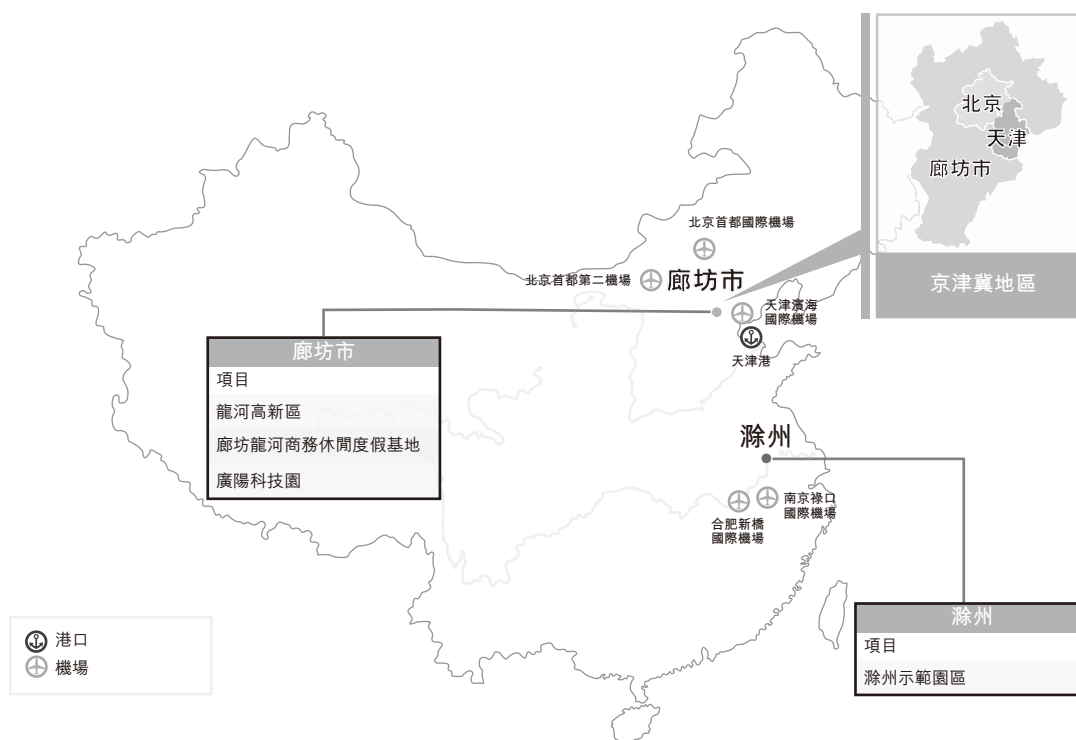 北京
天津
廊坊市
京津冀地區
北京首都國際機場
北京首都第二機場
廊坊市
天津濱海
國際機場
天津港
廊坊市
項目
龍河高新區
廊坊龍河商務休閒度假基地
廣陽科技園
滁州
南京祿口
國際機場
合肥新橋
國際機場
滁州
項目
滁州示範園區
港口
機場